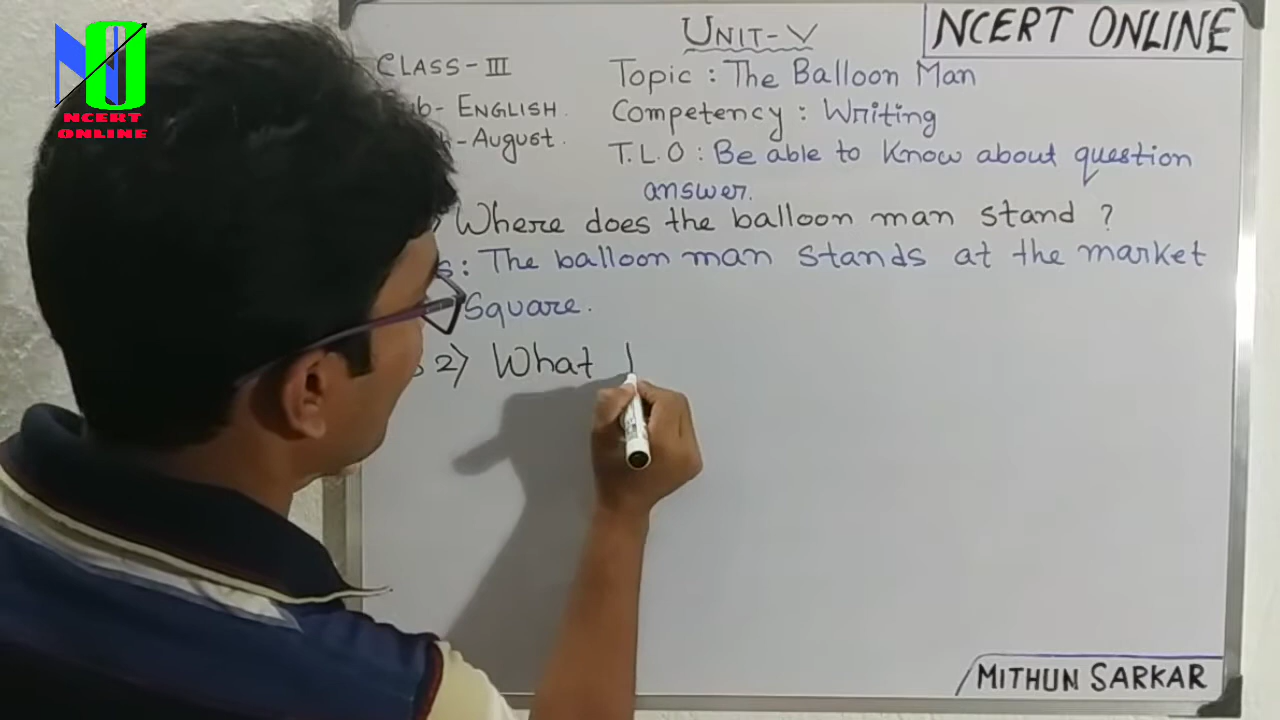 NCERT
ONLINE
UNIT-V
NCERT ONLINE
CLASS-III
Topic : The Balloon Man
ENGLISH.
Competency : Writing
August.
T.L.O : Be able to Know about question
answer.
Where does the balloon man stand ?
The balloon man stands at the market
Square.
2) What
MITHUN SARKAR